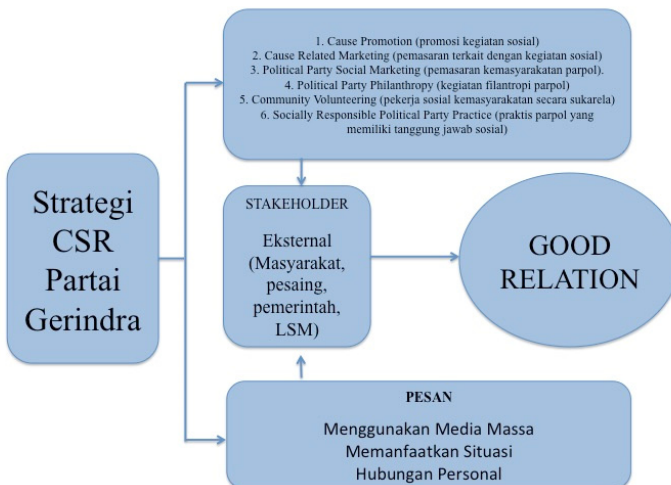 1. Cause Promotion (promosi kegiatan sosial)
2. Cause Related Marketing (pemasaran terkait dengan kegiatan sosial)
3. Political Party Social Marketing (pemasaran kemasyarakatan parpol).
4. Political Party Philanthropy (kegiatan filantropi parpol)
5. Community Volunteering (pekerja sosial kemasyarakatan secara sukarela)
6. Socially Responsible Political Party Practice (praktis parpol yang
memiliki tanggung jawab sosial)
Strategi
CSR
Partai
Gerindra
STAKEHOLDER
Eksternal
(Masyarakat,
pesaing,
pemerintah,
LSM)
GOOD
RELATION
PESAN
Menggunakan Media Massa
Memanfaatkan Situasi
Hubungan Personal